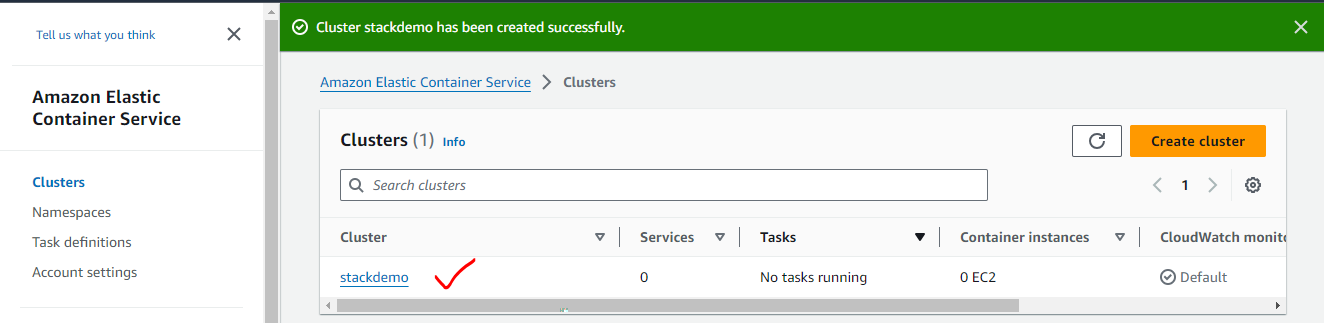 Tell us what you think
Amazon Elastic
Container Service
Clusters
Namespaces
Task definitions
Account settings
Cluster stackdemo has been created successfully.
Amazon Elastic Container Service > Clusters
Clusters (1) Info
Create cluster
Search clusters
1
Cluster Services Tasks Container instances CloudWatch monito
stackdemo 0 No tasks running 0 EC2 Default